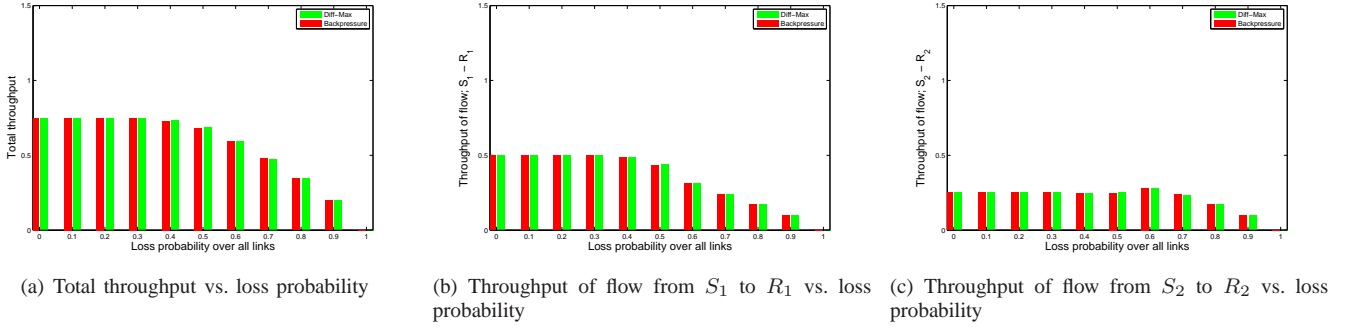 1.5
1
0.5
0
Total throughput
Diff-Max
Backpressure
0 0.1 0.2 0.3 0.4 0.5 0.6 0.7 0.8 0.9 1
Loss probability over all links
(a) Total throughput vs. loss probability
1.5
1
0.5
0
Throughput of flow; S1 − R1
Diff-Max
Backpressure
0 0.1 0.2 0.3 0.4 0.5 0.6 0.7 0.8 0.9 1
Loss probability over all links
(b) Throughput of flow from S1 to R1 vs. loss
probability
1.5
1
0.5
0
Throughput of flow; S2 − R2
Diff-Max
Backpressure
0 0.1 0.2 0.3 0.4 0.5 0.6 0.7 0.8 0.9 1
Loss probability over all links
(c) Throughput of flow from S2 to R2 vs. loss
probability